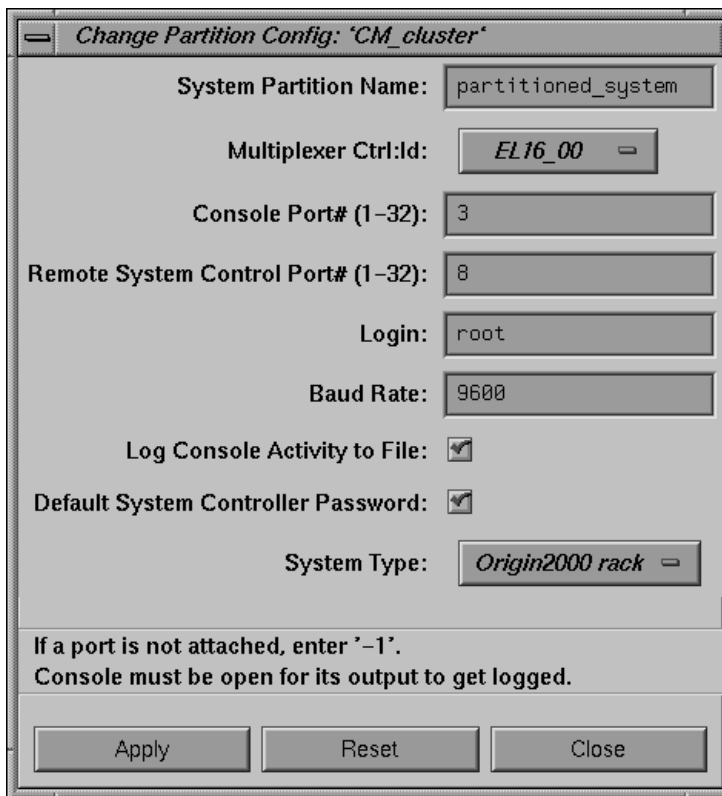 Change Partition Config: ‘CM_cluster‘
System Partition Name: partitioned_system
Multiplexer Ctrl:Id: EL16_00
Console Port# (1–32): 3
Remote System Control Port# (1–32): 8
Login: root
Baud Rate: 9600
Log Console Activity to File:
Default System Controller Password:
System Type: Origin2000 rack
If a port is not attached, enter ’–1’.
Console must be open for its output to get logged.
Apply Reset Close